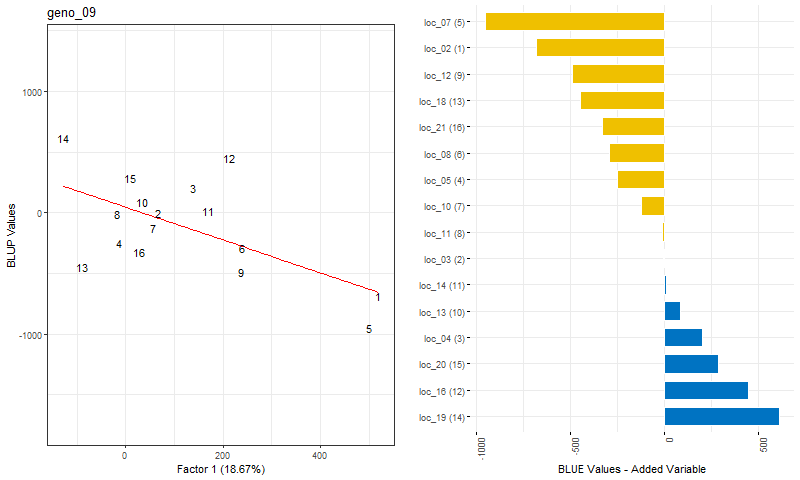 geno_09
BLUP Values
1000
0
-1000
14
12
15
3
10
11
8
2
7
4
16
6
13
9
1
5
0
200
400
Factor 1 (18.67%)
loc_07 (5)
loc_02 (1)
loc_12 (9)
loc_18 (13)
loc_21 (16)
loc_08 (6)
loc_05 (4)
loc_10 (7)
loc_11 (8)
loc_03 (2)
loc_14 (11)
loc_13 (10)
loc_04 (3)
loc_20 (15)
loc_16 (12)
loc_19 (14)
-1000
-500
0
500
BLUE Values - Added Variable